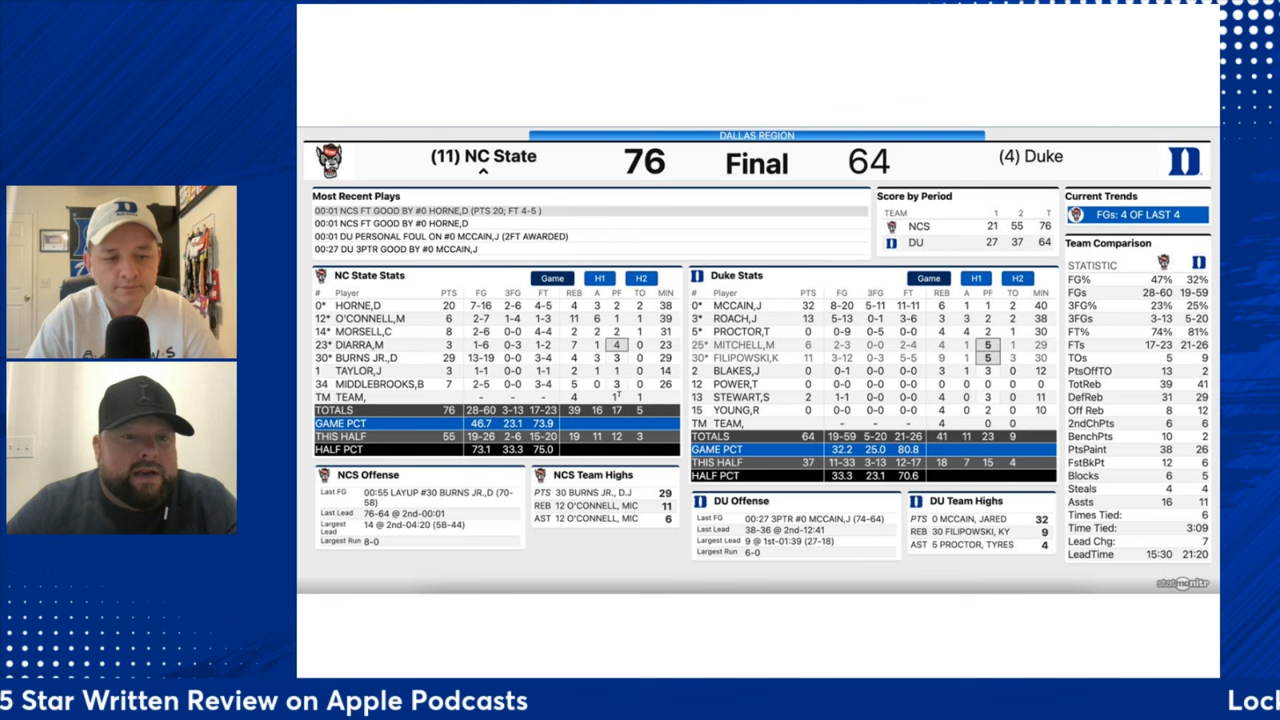 DALLAS REGION
(11) NC State 76 Final 64 (4) Duke
Most Recent Plays
00:01 NCS FT GOOD BY #0 HORNE,D (PTS 20; FT 4-5 )
00:01 NCS FT GOOD BY #0 HORNE,D
00:01 DU PERSONAL FOUL ON #0 MCCAIN,J (2FT AWARDED)
00:27 DU 3PTR GOOD BY #0 MCCAIN,J
Score by Period
TEAM 1 2 T
NCS 21 55 76
DU 27 37 64
Current Trends
FGs: 4 OF LAST 4
NC State Stats Game H1 H2
# Player PTS FG 3FG FT REB A PF TO MIN
0* HORNE,D 20 7-16 2-6 4-5 4 3 2 2 38
12* O'CONNELL,M 6 2-7 1-4 1-3 11 6 1 1 39
14* MORSELL,C 8 2-6 0-0 4-4 2 2 2 1 31
23* DIARRA,M 3 1-6 0-3 1-2 7 1 4 0 23
30* BURNS JR.,D 29 13-19 0-0 3-4 4 3 3 0 29
1 TAYLOR,J 3 1-1 0-0 1-1 2 1 1 0 14
34 MIDDLEBROOKS,B 7 2-5 0-0 3-4 5 0 3 0 26
TM TEAM, - - - 4 1T 1
TOTALS 76 28-60 3-13 17-23 39 16 17 5
GAME PCT 46.7 23.1 73.9
THIS HALF 55 19-26 2-6 15-20 19 11 12 3
HALF PCT 73.1 33.3 75.0
Duke Stats Game H1 H2
# Player PTS FG 3FG FT REB A PF TO MIN
0* MCCAIN,J 32 8-20 5-11 11-11 6 1 1 2 40
3* ROACH,J 13 5-13 0-1 3-6 3 3 2 2 38
5* PROCTOR,T 0 0-9 0-5 0-0 4 4 2 1 30
25* MITCHELL,M 6 2-3 0-0 2-4 4 1 5 1 29
30* FILIPOWSKI,K 11 3-12 0-3 5-5 9 1 5 3 30
2 BLAKES,J 0 0-1 0-0 0-0 3 1 3 0 12
12 POWER,T 0 0-0 0-0 0-0 0 0 0 0 0
13 STEWART,S 2 1-1 0-0 0-0 4 0 3 0 11
15 YOUNG,R 0 0-0 0-0 0-0 4 0 2 0 10
TM TEAM, - - - 4 0 0
TOTALS 64 19-59 5-20 21-26 41 11 23 9
GAME PCT 32.2 25.0 80.8
THIS HALF 37 11-33 3-13 12-17 18 7 15 4
HALF PCT 33.3 23.1 70.6
Team Comparison
STATISTIC
FG% 47% 32%
FGs 28-60 19-59
3FG% 23% 25%
3FGs 3-13 5-20
FT% 74% 81%
FTs 17-23 21-26
TOs 5 9
PtsOffTO 13 2
TotReb 39 41
DefReb 31 29
Off Reb 8 12
2ndChPts 6 6
BenchPts 10 2
PtsPaint 38 26
FstBkPt 12 6
Blocks 6 5
Steals 4 4
Assts 16 11
Times Tied: 6
Time Tied: 3:09
Lead Chg: 7
LeadTime 15:30 21:20
NCS Offense
Last FG 00:55 LAYUP #30 BURNS JR.,D (70-58)
Last Lead 76-64 @ 2nd-00:01
Largest Lead 14 @ 2nd-04:20 (58-44)
Largest Run 8-0
NCS Team Highs
PTS 30 BURNS JR., D.J 29
REB 12 O'CONNELL, MIC 11
AST 12 O'CONNELL, MIC 6
DU Offense
Last FG 00:27 3PTR #0 MCCAIN,J (74-64)
Last Lead 38-36 @ 2nd-12:41
Largest Lead 9 @ 1st-01:39 (27-18)
Largest Run 6-0
DU Team Highs
PTS 0 MCCAIN, JARED 32
REB 30 FILIPOWSKI, KY 9
AST 5 PROCTOR, TYRES 4
statmonitr
5 Star Written Review on Apple Podcasts
Loc